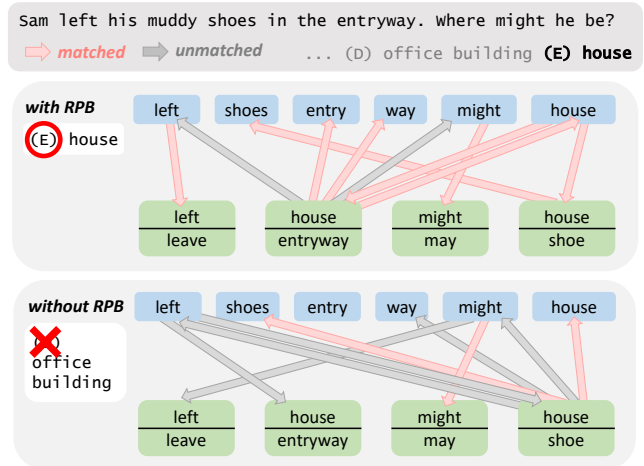 Sam left his muddy shoes in the entryway. Where might he be?
matched unmatched ... (D) office building (E) house
with RPB
(E) house
left shoes entry way might house
left house might house
leave entryway may shoe
without RPB
left shoes entry way might house
office
building
left house might house
leave entryway may shoe